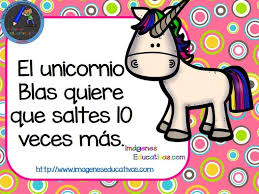 El unicornio
Blas quiere
que saltes 10
veces más.
Imágenes
Educativas.com
http://www.imageneseducativas.com